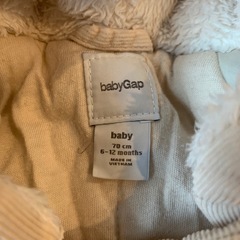 babyGap
baby
70 cm
6-12 months
MADE IN
VIETNAM